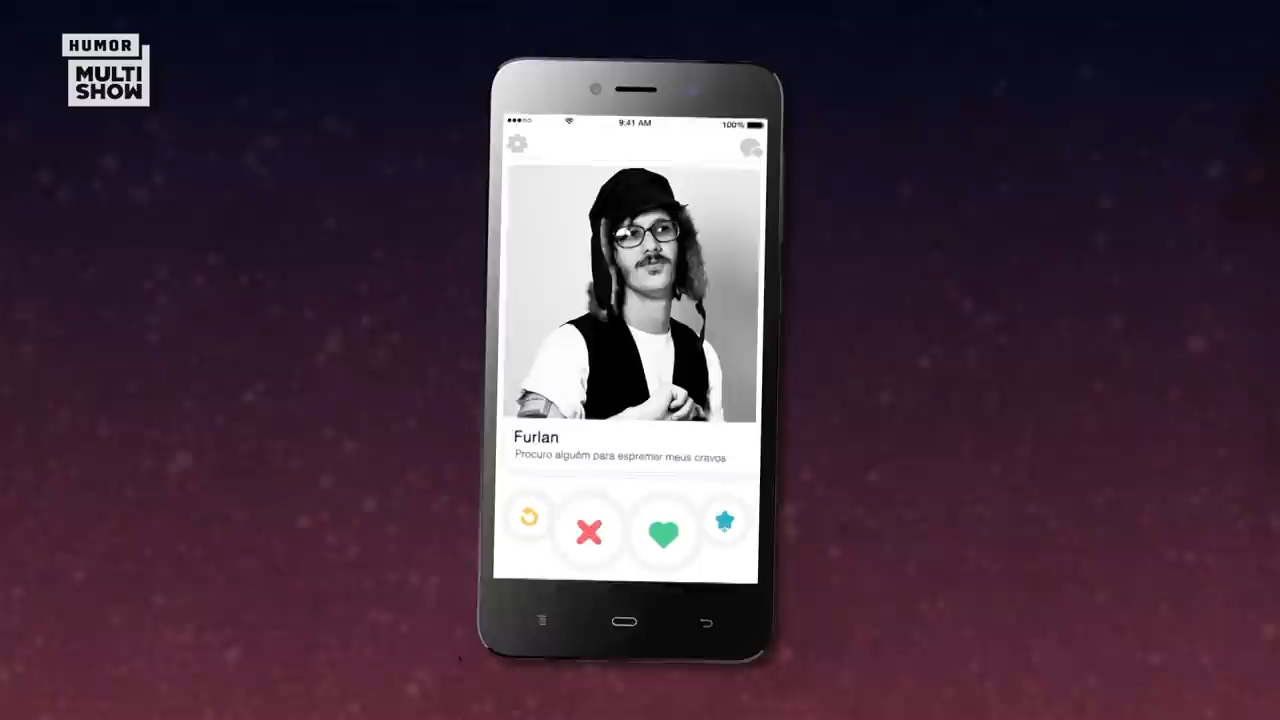 HUMOR
MULTI
SHOW
9:41 AM
100%
Furlan
Procuro alguém para espremer meus cravos